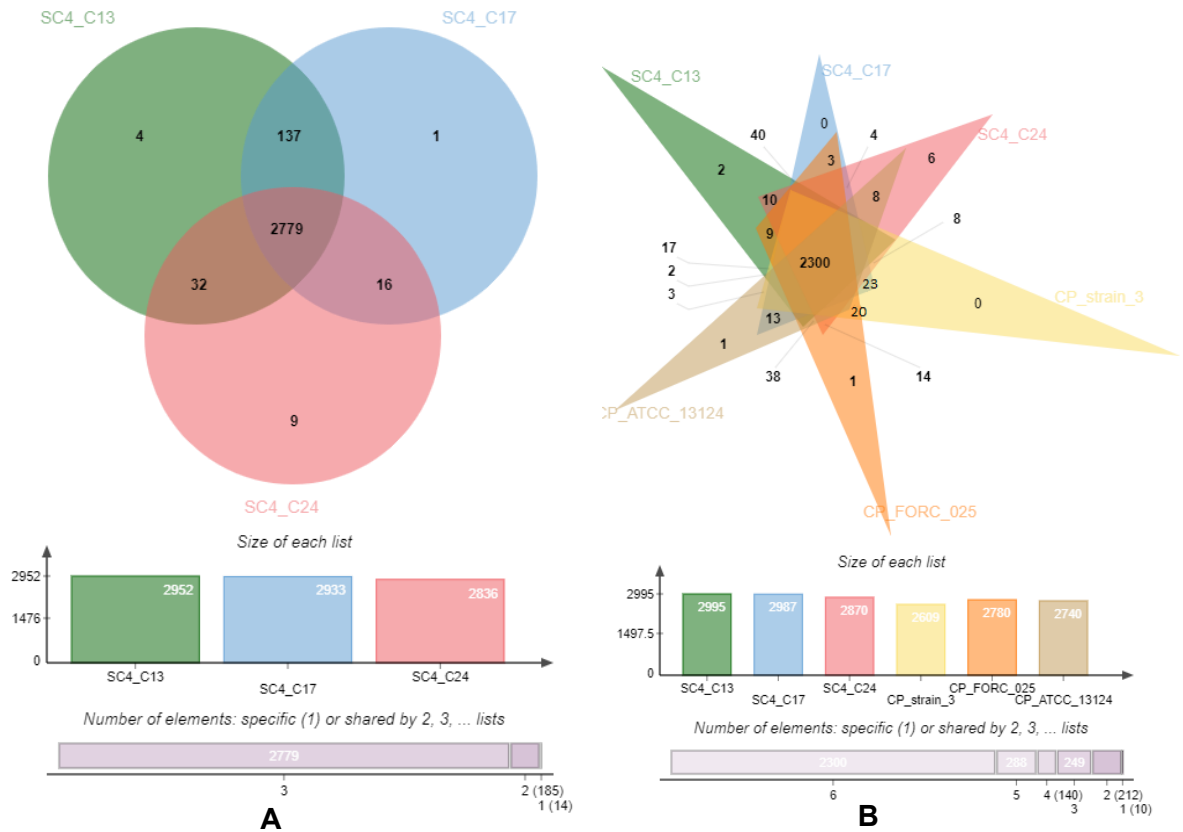 SC4_C13
SC4_C17
4
137
1
2779
32
16
9
SC4_C24
Size of each list
2952
1476
0
2952
2933
2836
SC4_C13
SC4_C17
SC4_C24
Number of elements: specific (1) or shared by 2, 3, ... lists
2779
3
2 (185)
1 (14)
A
SC4_C13
SC4_C17
SC4_C24
40
0
4
3
6
2
10
8
8
9
17
2
3
2300
23
CP_strain_3
0
13
20
1
38
14
1
CP_ATCC_13124
CP_FORC_025
Size of each list
2995
1497.5
0
2995
2987
2870
2609
2780
2740
SC4_C13
SC4_C17
SC4_C24
CP_strain_3
CP_FORC_025
CP_ATCC_13124
Number of elements: specific (1) or shared by 2, 3, ... lists
2300
288
249
6
5
4 (140)
3
2 (212)
1 (10)
B